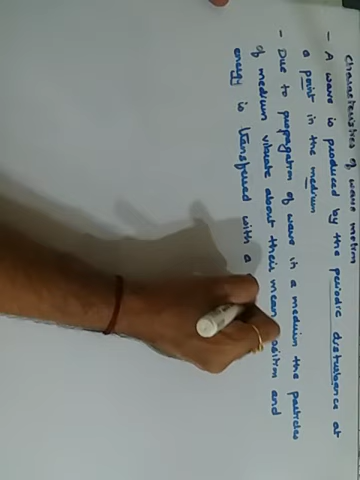 Characteristics of wave motion
- A wave is produced by the periodic disturbance at
a point in the medium
- Due to propagation of wave in a medium the particles
of medium vibrate about their mean position and
energy is transferred with a